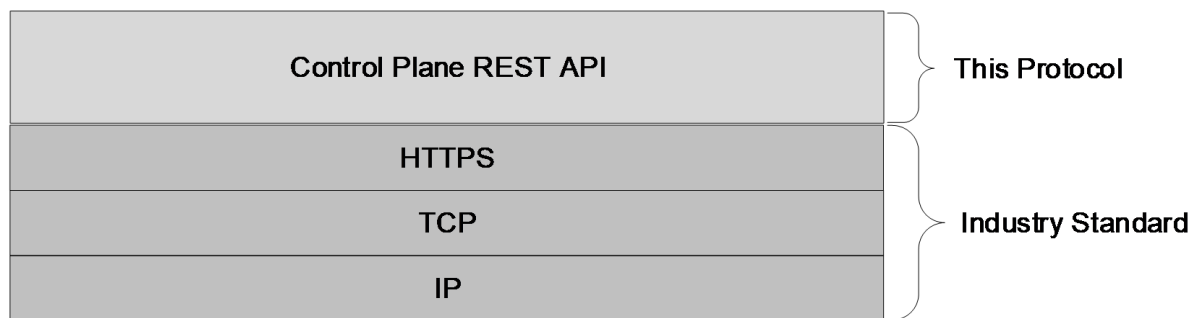 Control Plane REST API
This Protocol
HTTPS
TCP
Industry Standard
IP